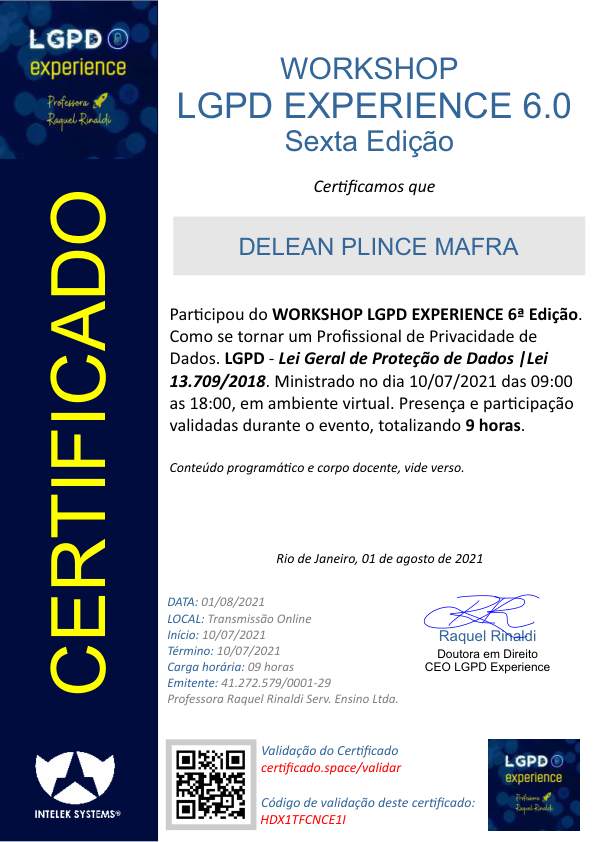 LGPD
experience
Professora
Raquel Rinaldi
CERTIFICADO
INTELEK SYSTEMS®
WORKSHOP
LGPD EXPERIENCE 6.0
Sexta Edição
Certificamos que
DELEAN PLINCE MAFRA
Participou do WORKSHOP LGPD EXPERIENCE 6ª Edição.
Como se tornar um Profissional de Privacidade de
Dados. LGPD - Lei Geral de Proteção de Dados |Lei
13.709/2018. Ministrado no dia 10/07/2021 das 09:00
as 18:00, em ambiente virtual. Presença e participação
validadas durante o evento, totalizando 9 horas.
Conteúdo programático e corpo docente, vide verso.
Rio de Janeiro, 01 de agosto de 2021
DATA: 01/08/2021
LOCAL: Transmissão Online
Início: 10/07/2021
Término: 10/07/2021
Carga horária: 09 horas
Emitente: 41.272.579/0001-29
Professora Raquel Rinaldi Serv. Ensino Ltda.
Raquel Rinaldi
Doutora em Direito
CEO LGPD Experience
Validação do Certificado
certificado.space/validar
Código de validação deste certificado:
HDX1TFCNCE1I
LGPD
experience
Professora
Raquel Rinaldi